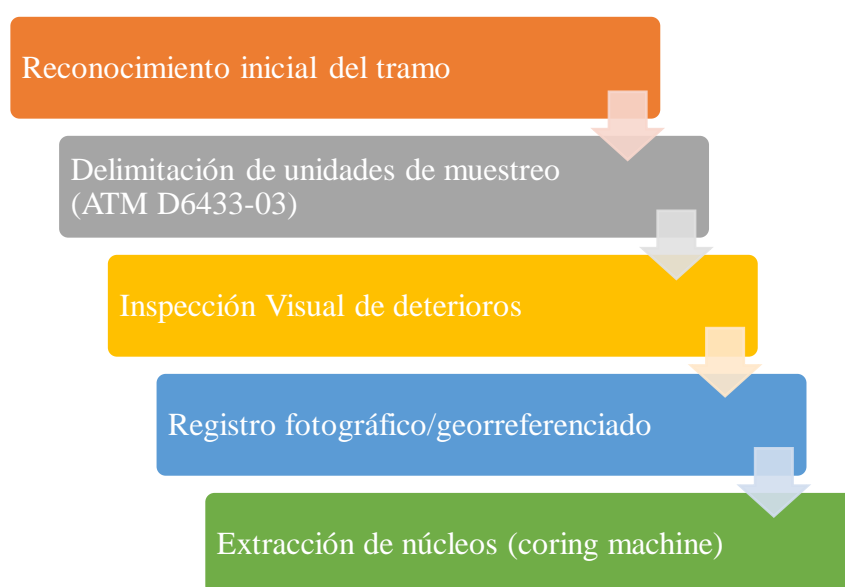 Reconocimiento inicial del tramo
Delimitación de unidades de muestreo
(ATM D6433-03)
Inspección Visual de deterioros
Registro fotográfico/georreferenciado
Extracción de núcleos (coring machine)